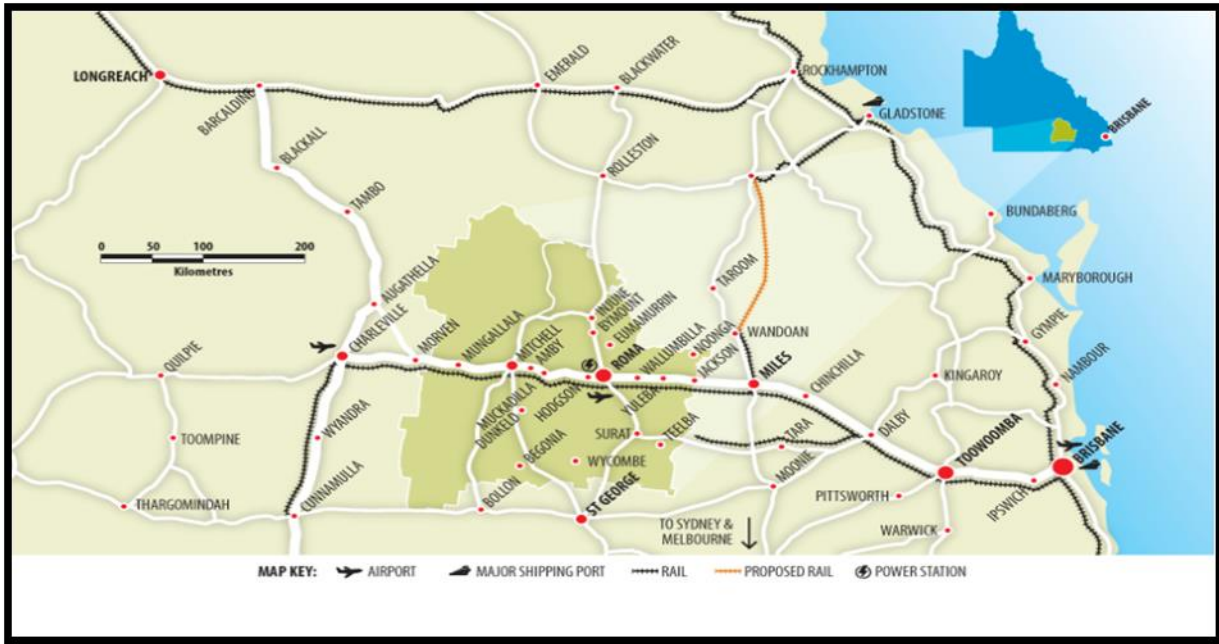 LONGREACH
BARCALDINE
EMERALD
BLACKWATER
ROCKHAMPTON
GLADSTONE
BRISBANE
BLACKALL
ROLLESTON
TAMBO
BUNDABERG
0 50 100 200
Kilometres
AUGATHELLA
TAROOM
MARYBOROUGH
CHARLEVILLE
MORVEN
MUNGALLALA
MITCHELL
AMBY
INJUNE
BYMOUNT
EUMAMURRIN
ROMA
WALLUMBILLA
NOONGA
JACKSON
WANDOAN
MILES
CHINCHILLA
GYMPIE
NAMBOUR
QUILPIE
KINGAROY
WYANDRA
MUCKADILLA
DUNKELD
HODGSON
BEGONIA
YULEBA
SURAT
TEELBA
WYCOMBE
TARA
DALBY
TOOWOOMBA
BRISBANE
TOOMPINE
MOONIE
PITTSWORTH
IPSWICH
THARGOMINDAH
CUNNAMULLA
BOLLON
ST GEORGE
TO SYDNEY &
MELBOURNE
WARWICK
MAP KEY: AIRPORT MAJOR SHIPPING PORT RAIL PROPOSED RAIL POWER STATION